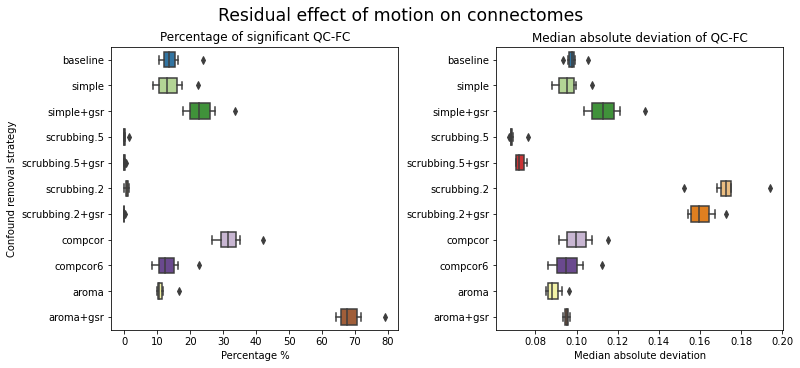 Residual effect of motion on connectomes
Percentage of significant QC-FC
Confound removal strategy
baseline
simple
simple+gsr
scrubbing.5
scrubbing.5+gsr
scrubbing.2
scrubbing.2+gsr
compcor
compcor6
aroma
aroma+gsr
0 10 20 30 40 50 60 70 80
Percentage %
Median absolute deviation of QC-FC
baseline
simple
simple+gsr
scrubbing.5
scrubbing.5+gsr
scrubbing.2
scrubbing.2+gsr
compcor
compcor6
aroma
aroma+gsr
0.08 0.10 0.12 0.14 0.16 0.18 0.20
Median absolute deviation